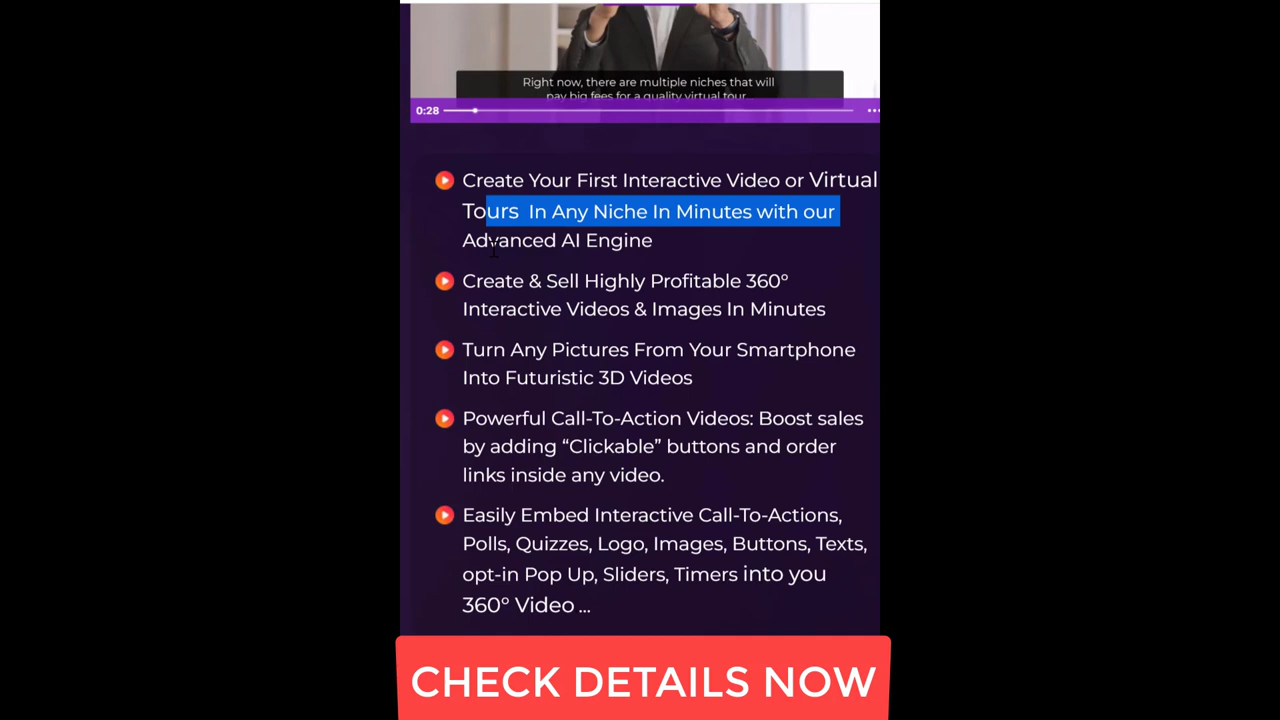 Right now, there are multiple niches that will
pay big fees for a quality virtual tour
0:28
Create Your First Interactive Video or Virtual
Tours In Any Niche In Minutes with our
Advanced AI Engine
Create & Sell Highly Profitable 360º
Interactive Videos & Images In Minutes
Turn Any Pictures From Your Smartphone
Into Futuristic 3D Videos
Powerful Call-To-Action Videos: Boost sales
by adding “Clickable” buttons and order
links inside any video.
Easily Embed Interactive Call-To-Actions,
Polls, Quizzes, Logo, Images, Buttons, Texts,
opt-in Pop Up, Sliders, Timers into you
360º Video ...
CHECK DETAILS NOW